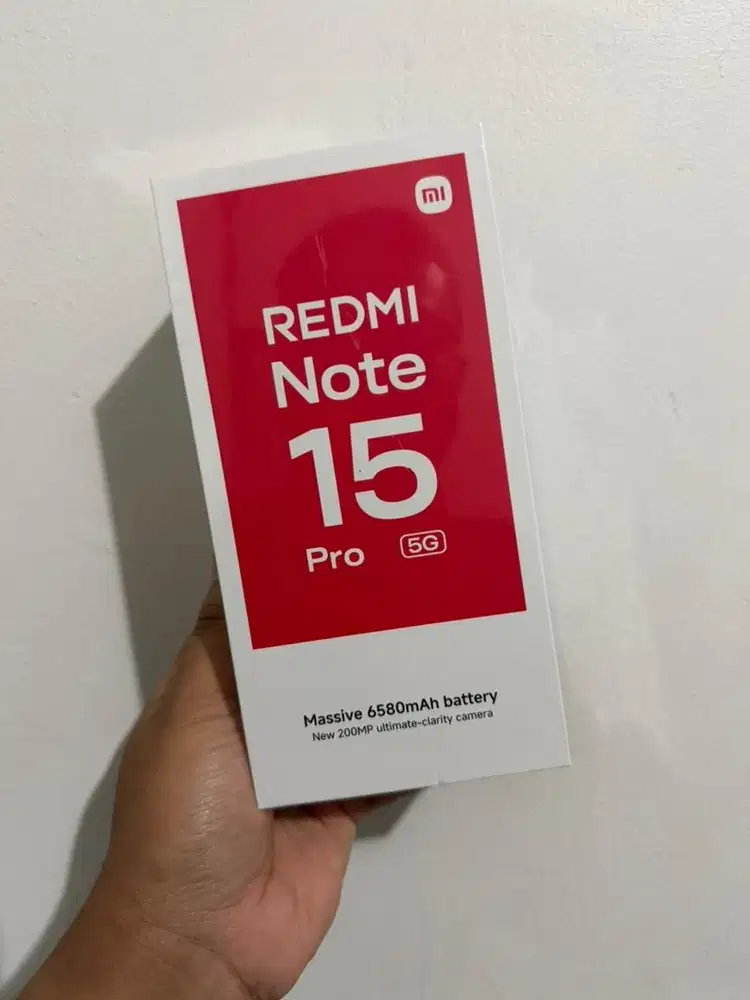 mi
REDMI
Note
15
Pro 5G
Massive 6580mAh battery
New 200MP ultimate-clarity camera